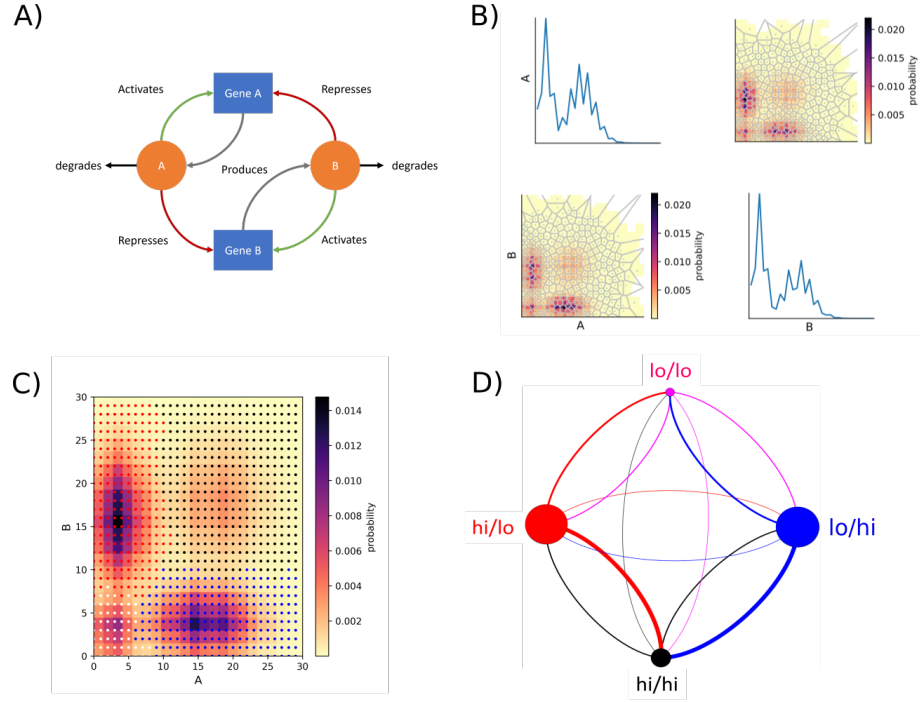 A)
Activates
Gene A
Represses
degrades
A
Produces
B
degrades
Represses
Gene B
Activates
B)
A
0.020
0.015
0.010
0.005
probability
B
A
0.020
0.015
0.010
0.005
0.000
probability
B
C)
30
25
20
15
10
5
0
B
0 5 10 15 20 25 30
A
0.014
0.012
0.010
0.008
0.006
0.004
0.002
probability
D)
lo/lo
hi/lo
lo/hi
hi/hi